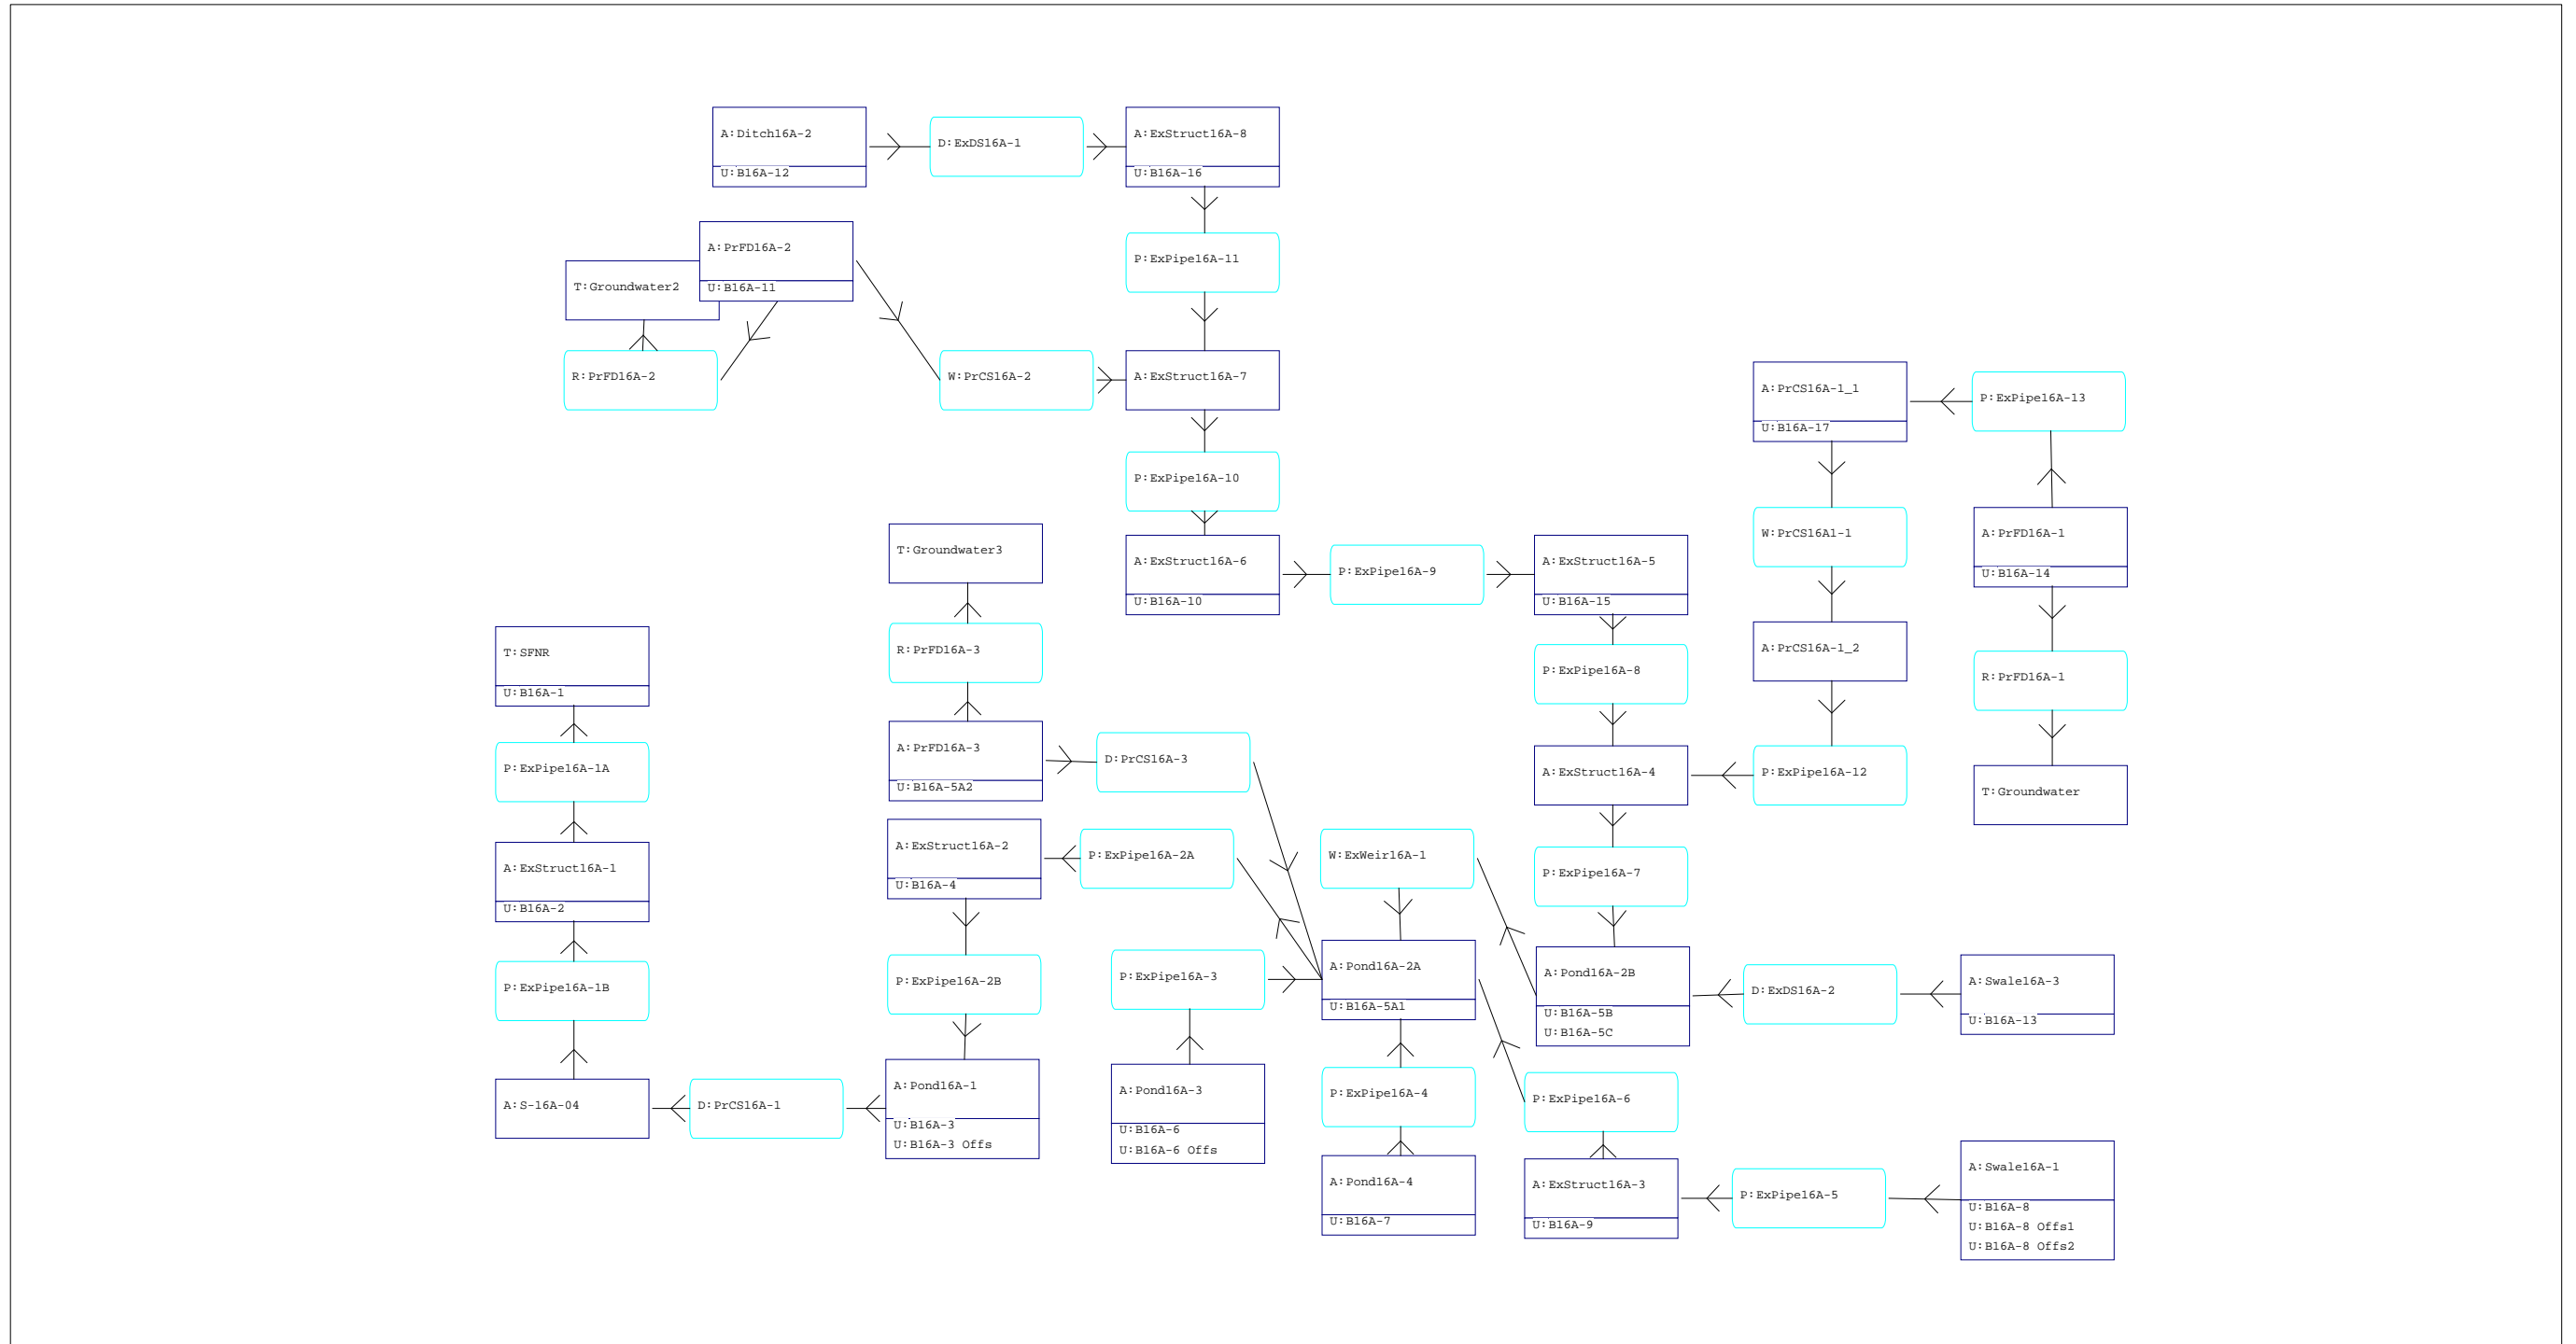 A:Ditch16A-2
U:B16A-12
D:ExDS16A-1
A:ExStruct16A-8
U:B16A-16
A:PrFD16A-2
U:B16A-11
T:Groundwater2
P:ExPipe16A-11
R:PrFD16A-2
W:PrCS16A-2
A:ExStruct16A-7
A:PrCS16A-1_1
U:B16A-17
P:ExPipe16A-13
P:ExPipe16A-10
T:Groundwater3
A:ExStruct16A-6
U:B16A-10
P:ExPipe16A-9
A:ExStruct16A-5
U:B16A-15
W:PrCS16A1-1
A:PrFD16A-1
U:B16A-14
T:SFNR
U:B16A-1
R:PrFD16A-3
P:ExPipe16A-8
A:PrCS16A-1_2
R:PrFD16A-1
P:ExPipe16A-1A
A:PrFD16A-3
U:B16A-5A2
D:PrCS16A-3
A:ExStruct16A-4
P:ExPipe16A-12
T:Groundwater
A:ExStruct16A-1
U:B16A-2
A:ExStruct16A-2
U:B16A-4
P:ExPipe16A-2A
W:ExWeir16A-1
P:ExPipe16A-7
P:ExPipe16A-1B
P:ExPipe16A-2B
P:ExPipe16A-3
A:Pond16A-2A
U:B16A-5A1
A:Pond16A-2B
U:B16A-5B
U:B16A-5C
D:ExDS16A-2
A:Swale16A-3
U:B16A-13
A:S-16A-04
D:PrCS16A-1
A:Pond16A-1
U:B16A-3
U:B16A-3 Offs
A:Pond16A-3
U:B16A-6
U:B16A-6 Offs
P:ExPipe16A-4
P:ExPipe16A-6
A:Pond16A-4
U:B16A-7
A:ExStruct16A-3
U:B16A-9
P:ExPipe16A-5
A:Swale16A-1
U:B16A-8
U:B16A-8 Offs1
U:B16A-8 Offs2